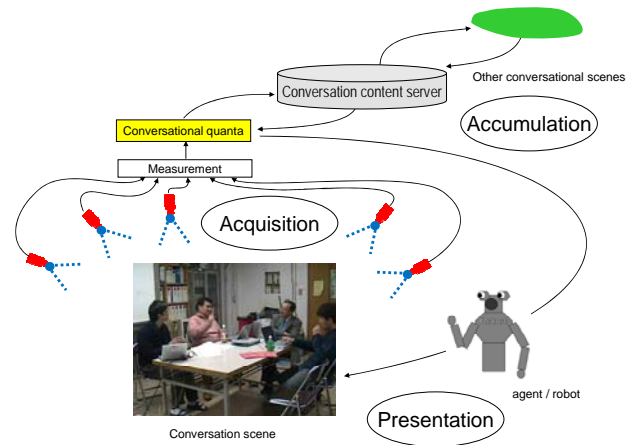 Other conversational scenes
Conversation content server
Accumulation
Conversational quanta
Measurement
Acquisition
agent / robot
Presentation
Conversation scene